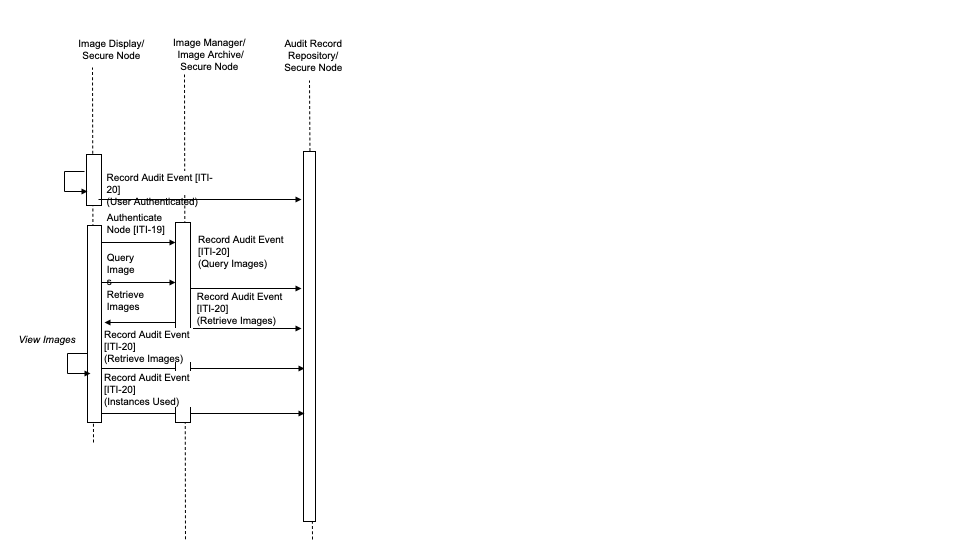 Image Display/
Secure Node
Image Manager/
Image Archive/
Secure Node
Audit Record
Repository/
Secure Node
Record Audit Event [ITI-
20]
(User Authenticated)
Authenticate
Node [ITI-19]
Record Audit Event
[ITI-20]
(Query Images)
Query
Image
s
Retrieve
Images
Record Audit Event
[ITI-20]
(Retrieve Images)
View Images
Record Audit Event
[ITI-20]
(Retrieve Images)
Record Audit Event
[ITI-20]
(Instances Used)